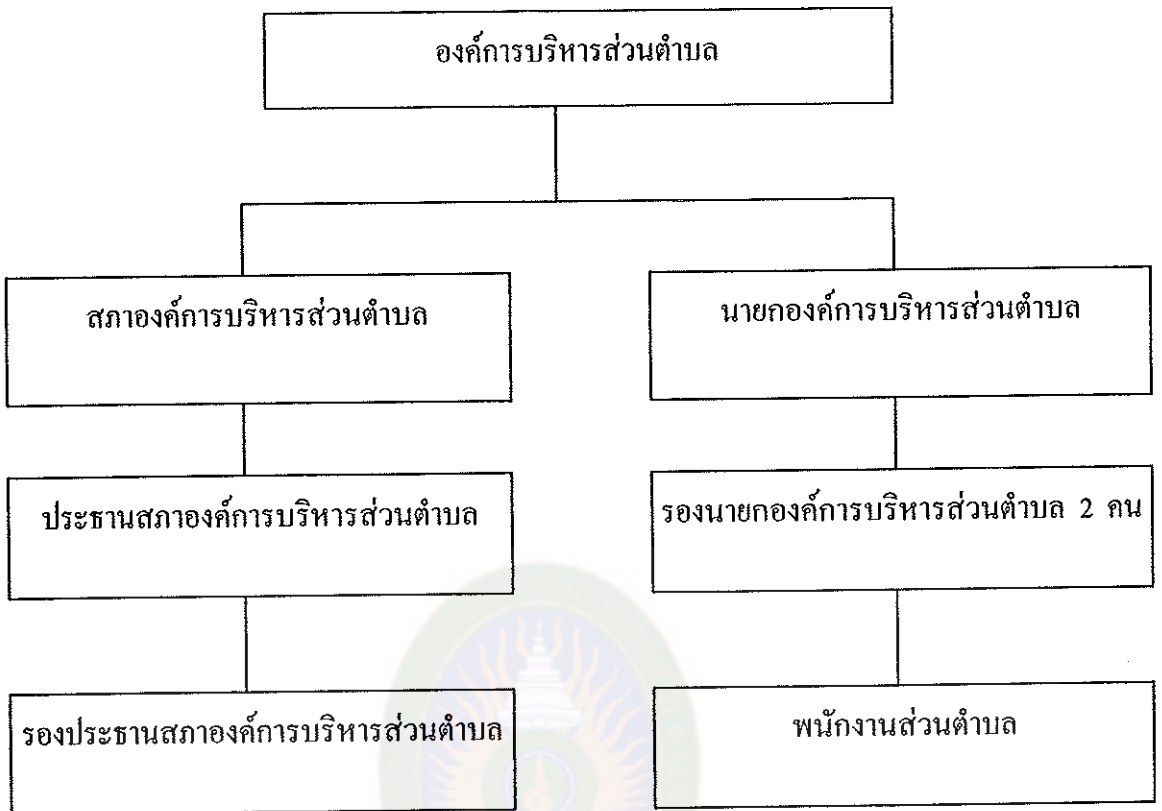 องค์การบริหารส่วนตำบล
สภาองค์การบริหารส่วนตำบล
นายกองค์การบริหารส่วนตำบล
ประธานสภาองค์การบริหารส่วนตำบล
รองนายกองค์การบริหารส่วนตำบล 2 คน
รองประธานสภาองค์การบริหารส่วนตำบล
พนักงานส่วนตำบล